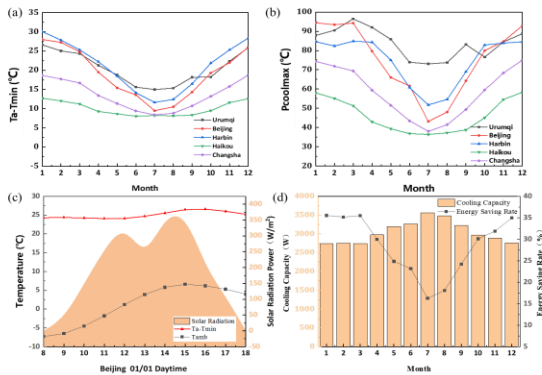 (a)
Ta-Tmin (℃)
35
30
25
20
15
10
5
0
-5
1 2 3 4 5 6 7 8 9 10 11 12
Month
Urumqi
Beijing
Harbin
Haikou
Changsha
(b)
Pcoolmax(℃)
100
90
80
70
60
50
40
30
20
10
0
1 2 3 4 5 6 7 8 9 10 11 12
Month
Urumqi
Beijing
Harbin
Haikou
Changsha
(c)
Temperature (℃)
30
25
20
15
10
5
0
-5
-10
8 9 10 11 12 13 14 15 16 17 18
Beijing 01/01 Daytime
Solar Radiation Power (W/m²)
400
350
300
250
200
150
100
50
0
-50
Solar Radiation
Ta-Tmin
Tamb
(d)
Cooling Capacity (W)
4000
3500
3000
2500
2000
1500
1000
500
0
1 2 3 4 5 6 7 8 9 10 11 12
Month
Energy Saving Rate (%)
40
35
30
25
20
15
10
5
Cooling Capacity
Energy Saving Rate